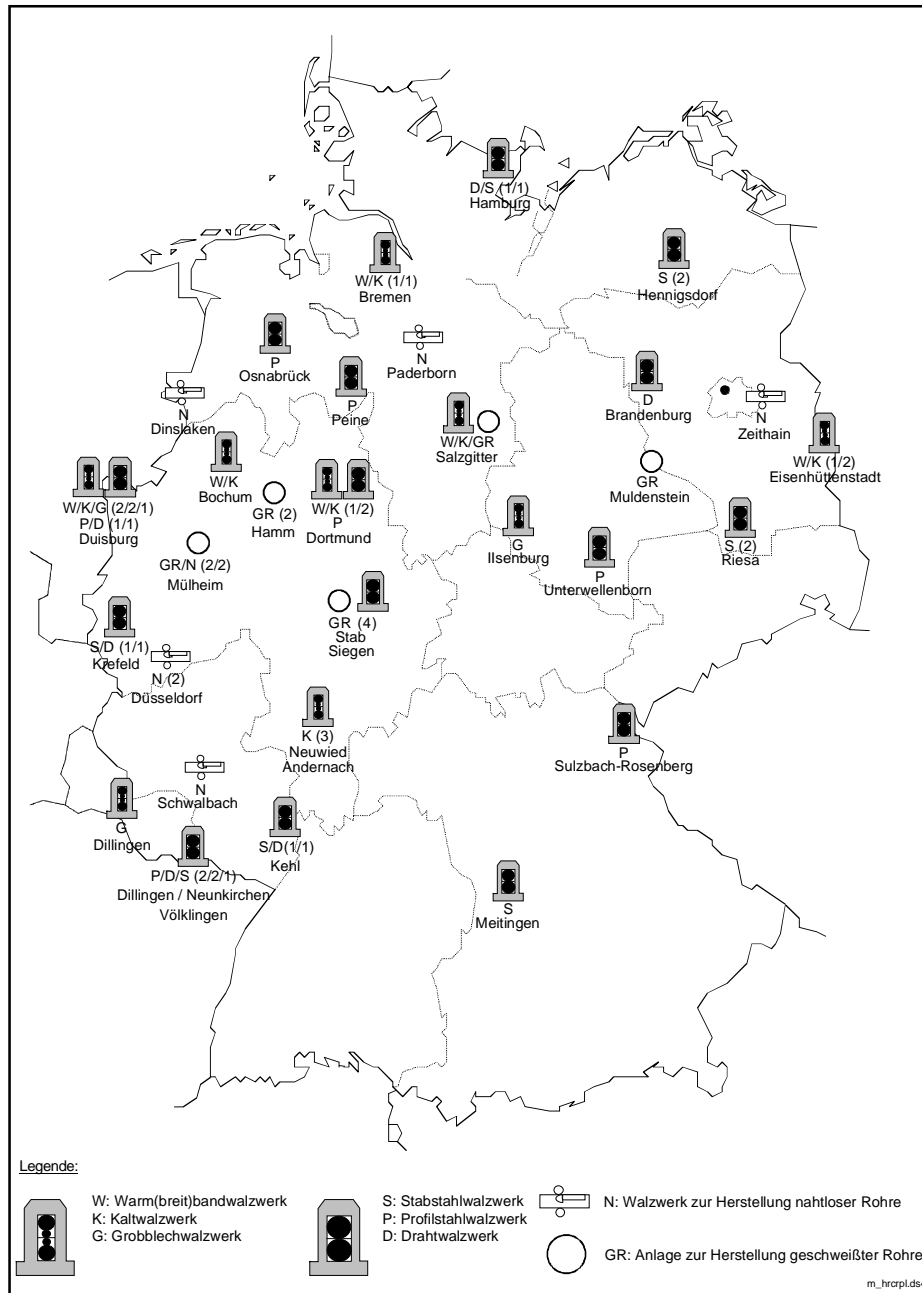 D/S (1/1)
Hamburg
W/K (1/1)
Bremen
S (2)
Hennigsdorf
P
Osnabrück
N
Paderborn
P
Peine
D
Brandenburg
N
Dinslaken
N
Zeithain
W/K/GR
Salzgitter
W/K (1/2)
Eisenhüttenstadt
W/K
Bochum
GR
Muldenstein
W/K/G (2/2/1)
P/D (1/1)
Duisburg
GR (2)
Hamm
W/K (1/2)
P
Dortmund
G
Ilsenburg
S (2)
Riesa
GR/N (2/2)
Mülheim
P
Unterwellenborn
GR (4)
Stab
Siegen
S/D (1/1)
Krefeld
N (2)
Düsseldorf
K (3)
Neuwied
Andernach
P
Sulzbach-Rosenberg
N
Schwalbach
G
Dillingen
S/D(1/1)
Kehl
P/D/S (2/2/1)
Dillingen / Neunkirchen
Völklingen
S
Meitingen
Legende:
W: Warm(breit)bandwalzwerk
K: Kaltwalzwerk
G: Grobblechwalzwerk
S: Stabstahlwalzwerk
P: Profilstahlwalzwerk
D: Drahtwalzwerk
N: Walzwerk zur Herstellung nahtloser Rohre
GR: Anlage zur Herstellung geschweißter Rohre
m_hrcrpl.ds4